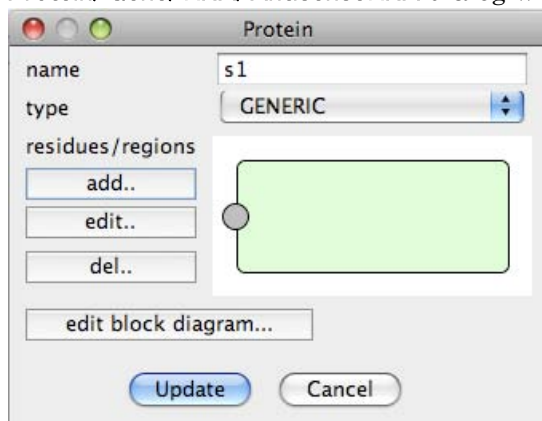 Protein
name s1
type GENERIC
residues/regions
add..
edit..
del..
edit block diagram...
Update Cancel